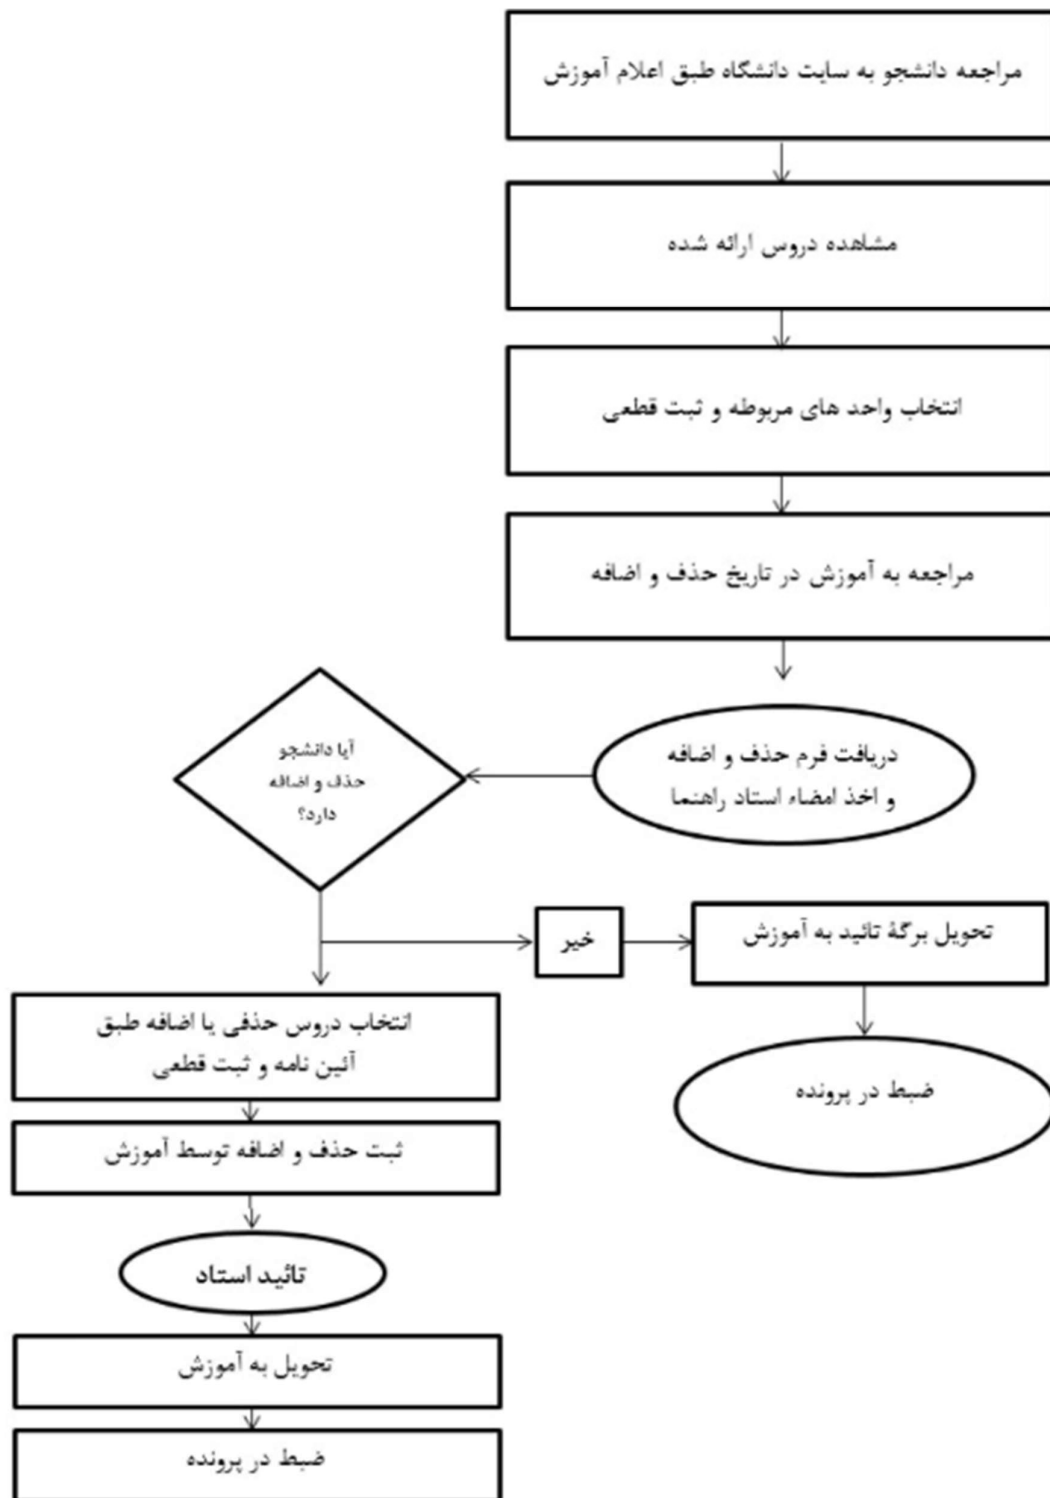 مراجعه دانشجو به سایت دانشگاه طبق اعلام آموزش
مشاهده دروس ارائه شده
انتخاب واحد های مربوطه و ثبت قطعی
مراجعه به آموزش در تاریخ حذف و اضافه
دریافت فرم حذف و اضافه
و اخذ امضاء استاد راهنما
آیا دانشجو
حذف و اضافه
دارد؟
خیر
تحویل برگهٔ تائید به آموزش
ضبط در پرونده
انتخاب دروس حذفی یا اضافه طبق
آئین نامه و ثبت قطعی
ثبت حذف و اضافه توسط آموزش
تائید استاد
تحویل به آموزش
ضبط در پرونده